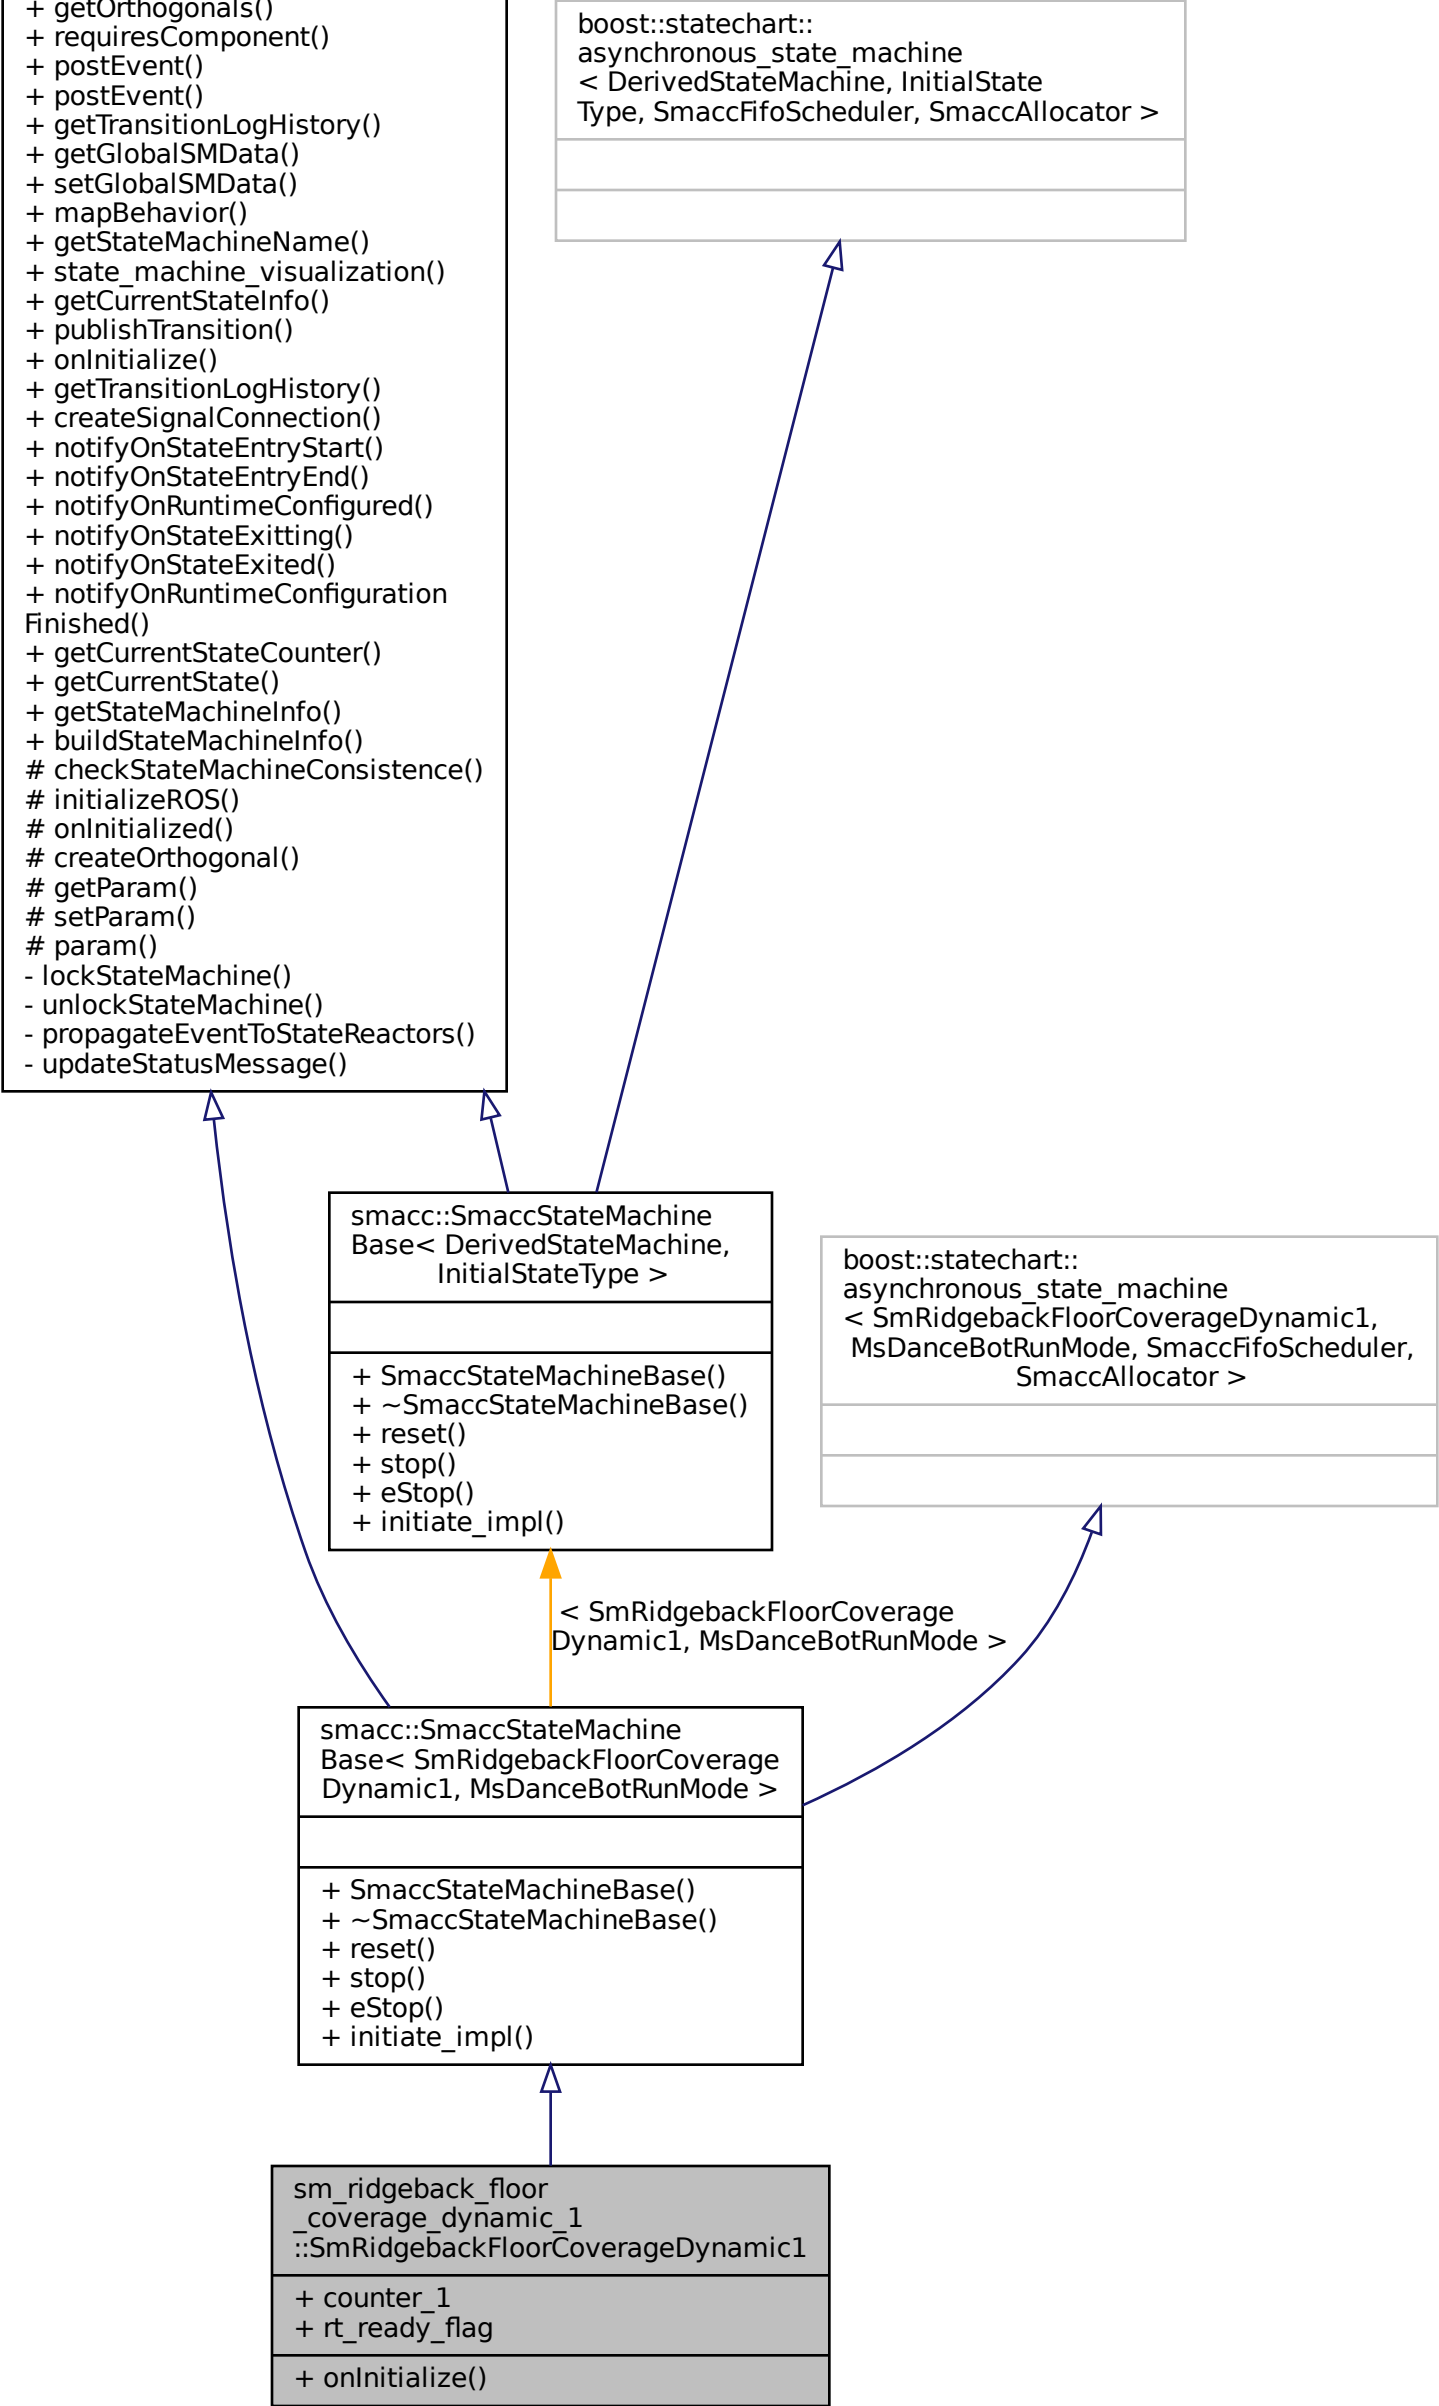 + getOrthogonals()
+ requiresComponent()
+ postEvent()
+ postEvent()
+ getTransitionLogHistory()
+ getGlobalSMData()
+ setGlobalSMData()
+ mapBehavior()
+ getStateMachineName()
+ state_machine_visualization()
+ getCurrentStateInfo()
+ publishTransition()
+ onInitialize()
+ getTransitionLogHistory()
+ createSignalConnection()
+ notifyOnStateEntryStart()
+ notifyOnStateEntryEnd()
+ notifyOnRuntimeConfigured()
+ notifyOnStateExitting()
+ notifyOnStateExited()
+ notifyOnRuntimeConfiguration
Finished()
+ getCurrentStateCounter()
+ getCurrentState()
+ getStateMachineInfo()
+ buildStateMachineInfo()
# checkStateMachineConsistence()
# initializeROS()
# onInitialized()
# createOrthogonal()
# getParam()
# setParam()
# param()
- lockStateMachine()
- unlockStateMachine()
- propagateEventToStateReactors()
- updateStatusMessage()
boost::statechart::
asynchronous_state_machine
< DerivedStateMachine, InitialState
Type, SmaccFifoScheduler, SmaccAllocator >
smacc::SmaccStateMachine
Base< DerivedStateMachine,
InitialStateType >
+ SmaccStateMachineBase()
+ ~SmaccStateMachineBase()
+ reset()
+ stop()
+ eStop()
+ initiate_impl()
boost::statechart::
asynchronous_state_machine
< SmRidgebackFloorCoverageDynamic1,
MsDanceBotRunMode, SmaccFifoScheduler,
SmaccAllocator >
< SmRidgebackFloorCoverage
Dynamic1, MsDanceBotRunMode >
smacc::SmaccStateMachine
Base< SmRidgebackFloorCoverage
Dynamic1, MsDanceBotRunMode >
+ SmaccStateMachineBase()
+ ~SmaccStateMachineBase()
+ reset()
+ stop()
+ eStop()
+ initiate_impl()
sm_ridgeback_floor
_coverage_dynamic_1
::SmRidgebackFloorCoverageDynamic1
+ counter_1
+ rt_ready_flag
+ onInitialize()